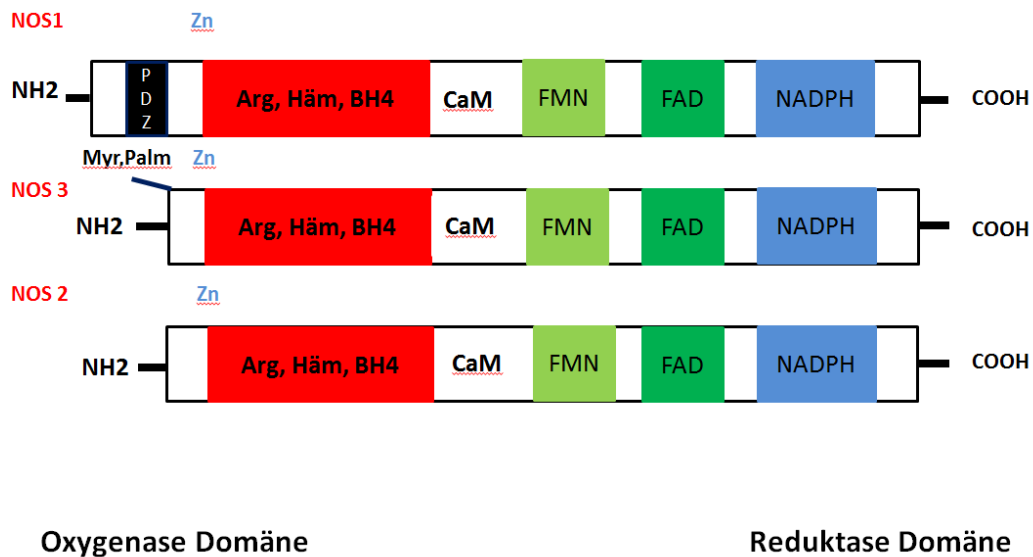 NOS1 Zn
NH2 PDZ Arg, Häm, BH4 CaM FMN FAD NADPH COOH
Myr,Palm Zn
NOS 3
NH2 Arg, Häm, BH4 CaM FMN FAD NADPH COOH
NOS 2 Zn
NH2 Arg, Häm, BH4 CaM FMN FAD NADPH COOH
Oxygenase Domäne Reduktase Domäne